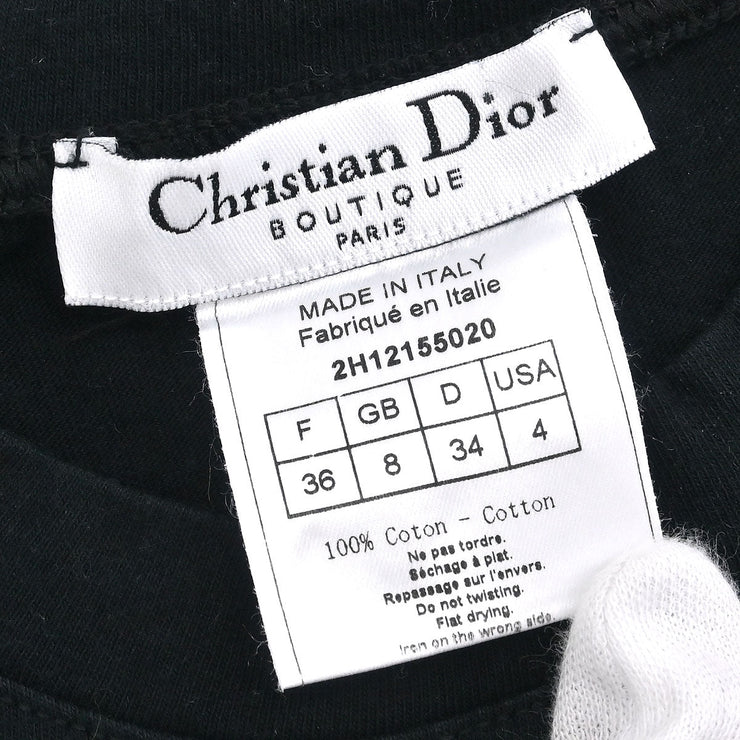 Christian Dior
BOUTIQUE
PARIS
MADE IN ITALY
Fabriqué en Italie
2H12155020
F GB D USA
36 8 34 4
100% Coton - Cotton
Ne pas tordre.
Séchage à plat.
Repassage sur l'envers.
Do not twisting.
Flat drying.
Iron on the wrong side.